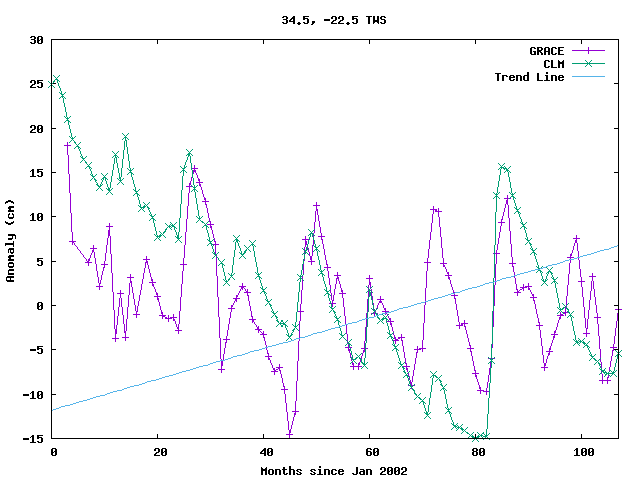 34.5, -22.5 TWS
GRACE
CLM
Trend Line
30
25
20
15
10
5
0
-5
-10
-15
Anomaly (cm)
0 20 40 60 80 100
Months since Jan 2002